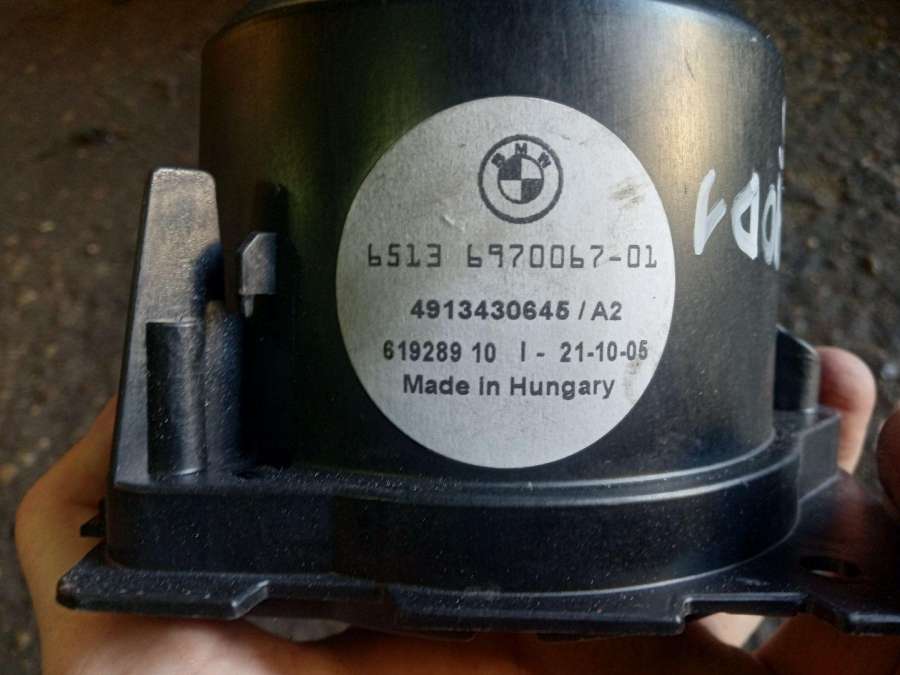 BMW
6513 6970067-01
4913430645 / A2
619289 10 I - 21-10-05
Made in Hungary